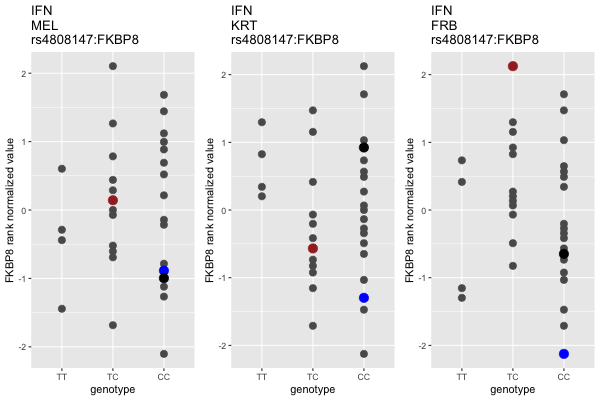 IFN
MEL
rs4808147:FKBP8
FKBP8 rank normalized value
2
1
0
-1
-2
TT TC CC
genotype
IFN
KRT
rs4808147:FKBP8
FKBP8 rank normalized value
2
1
0
-1
-2
TT TC CC
genotype
IFN
FRB
rs4808147:FKBP8
FKBP8 rank normalized value
2
1
0
-1
-2
TT TC CC
genotype